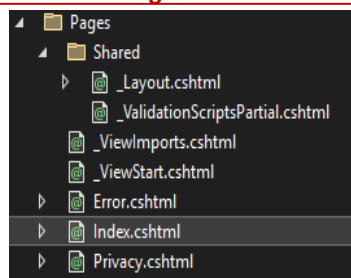 Pages
Shared
_Layout.cshtml
_ValidationScriptsPartial.cshtml
_ViewImports.cshtml
_ViewStart.cshtml
Error.cshtml
Index.cshtml
Privacy.cshtml